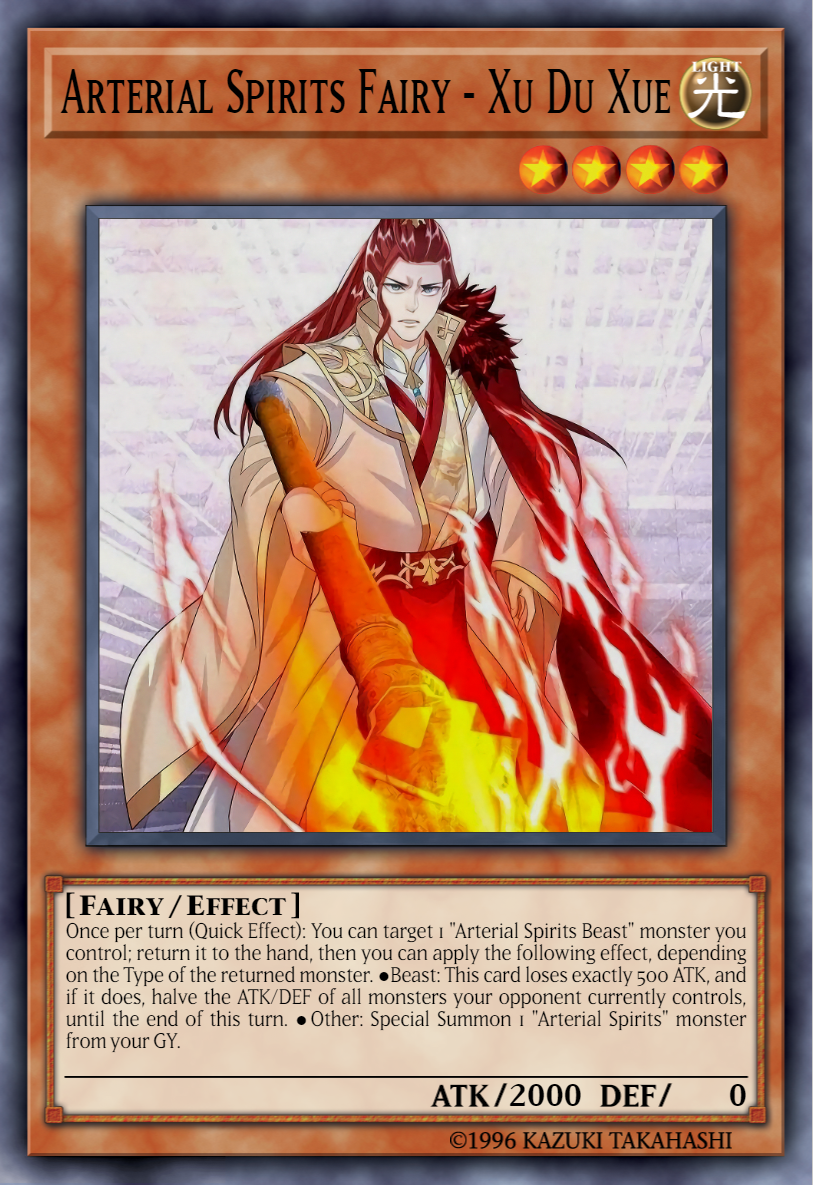 Arterial Spirits Fairy - Xu Du Xue
LIGHT
光
[ Fairy / Effect ]
Once per turn (Quick Effect): You can target 1 "Arterial Spirits Beast" monster you
control; return it to the hand, then you can apply the following effect, depending
on the Type of the returned monster. ●Beast: This card loses exactly 500 ATK, and
if it does, halve the ATK/DEF of all monsters your opponent currently controls,
until the end of this turn. ●Other: Special Summon 1 "Arterial Spirits" monster
from your GY.
ATK/2000 DEF/ 0
©1996 KAZUKI TAKAHASHI